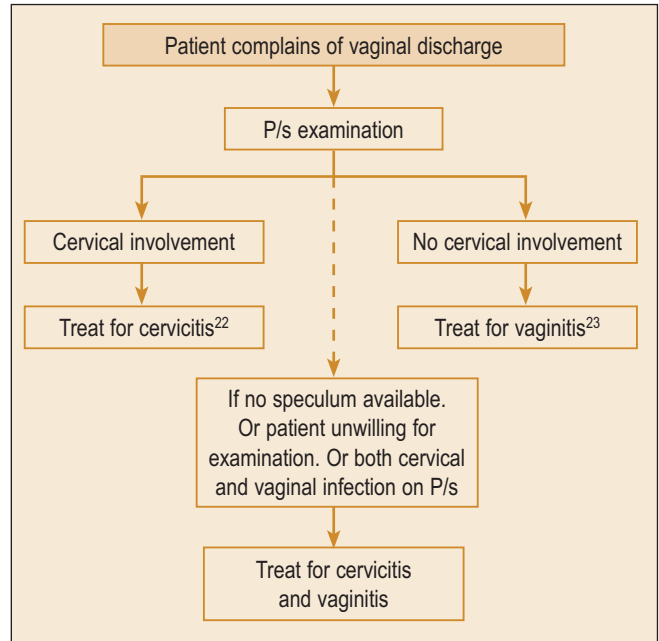 Patient complains of vaginal discharge
P/s examination
Cervical involvement
No cervical involvement
Treat for cervicitis22
Treat for vaginitis23
If no speculum available.
Or patient unwilling for
examination. Or both cervical
and vaginal infection on P/s
Treat for cervicitis
and vaginitis